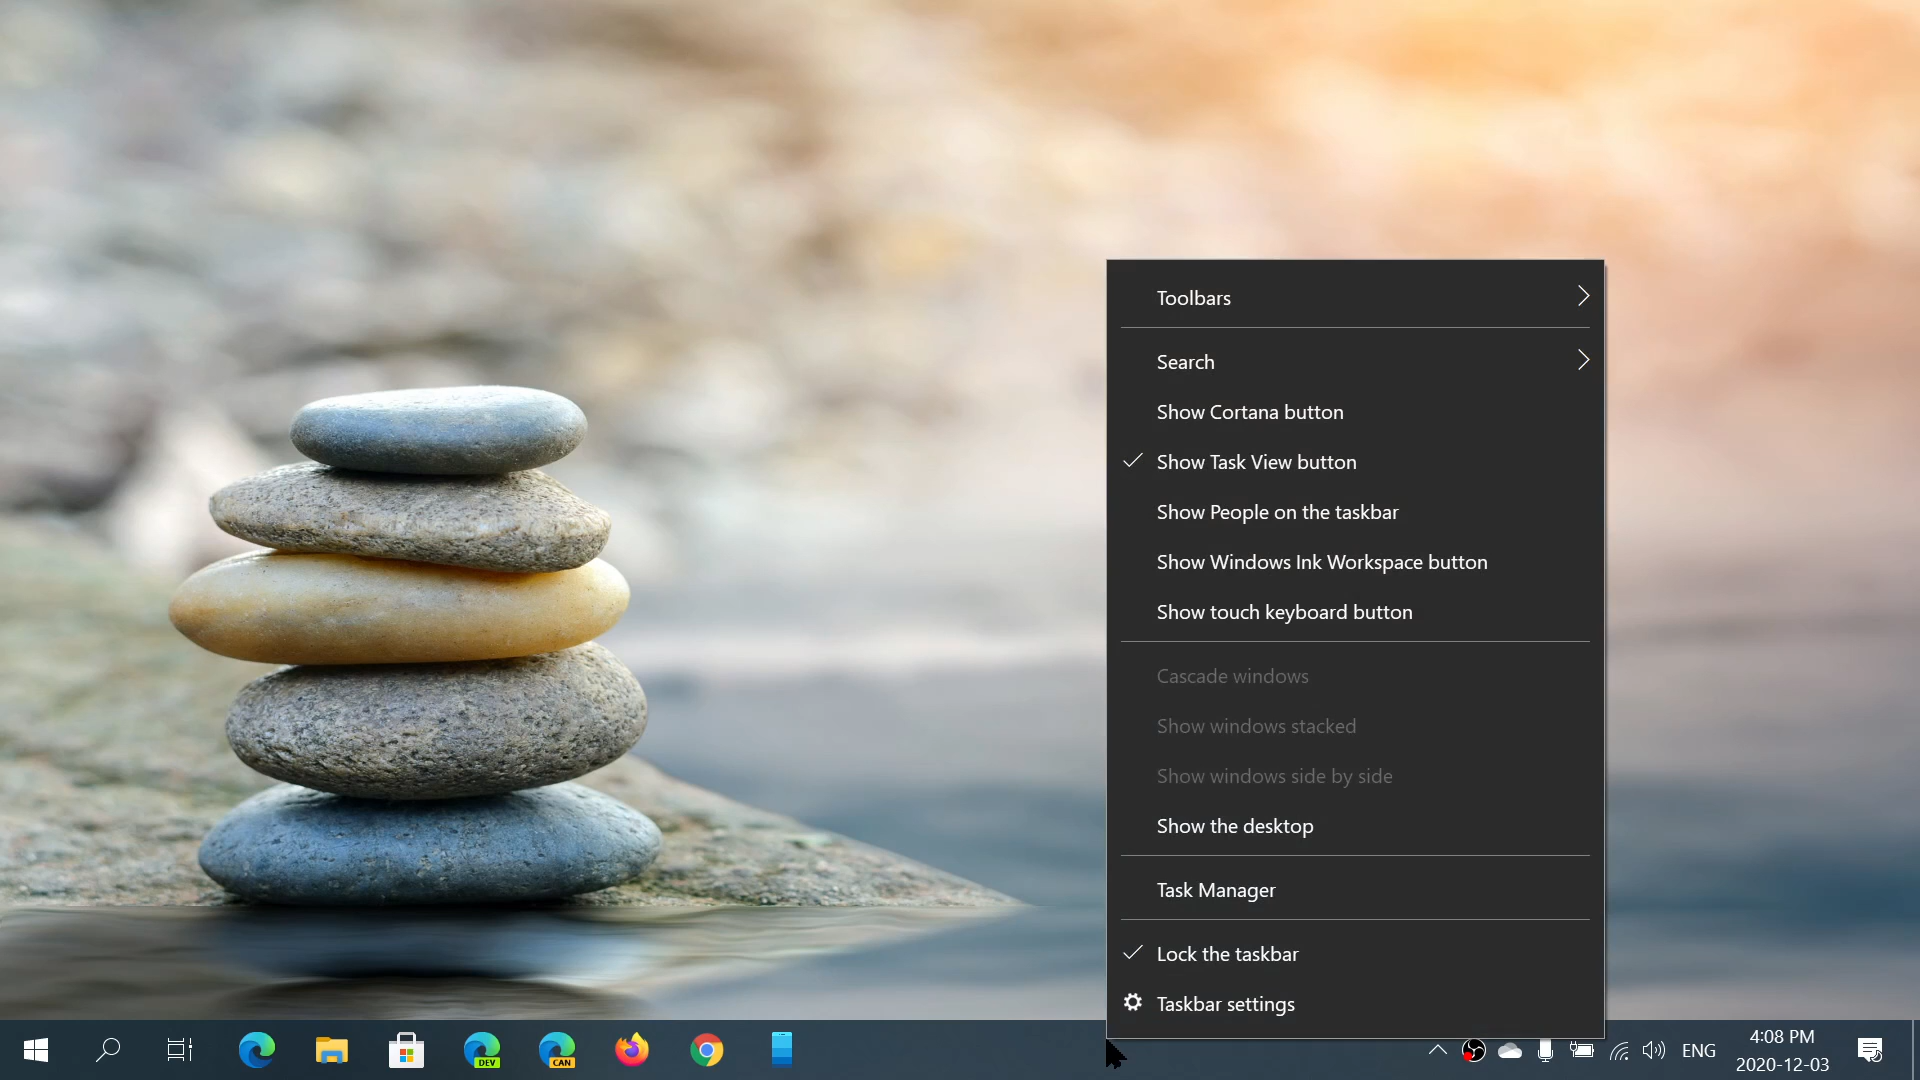 Toolbars
Search
Show Cortana button
Show Task View button
Show People on the taskbar
Show Windows Ink Workspace button
Show touch keyboard button
Cascade windows
Show windows stacked
Show windows side by side
Show the desktop
Task Manager
Lock the taskbar
Taskbar settings
DEV
CAN
ENG
4:08 PM
2020-12-03